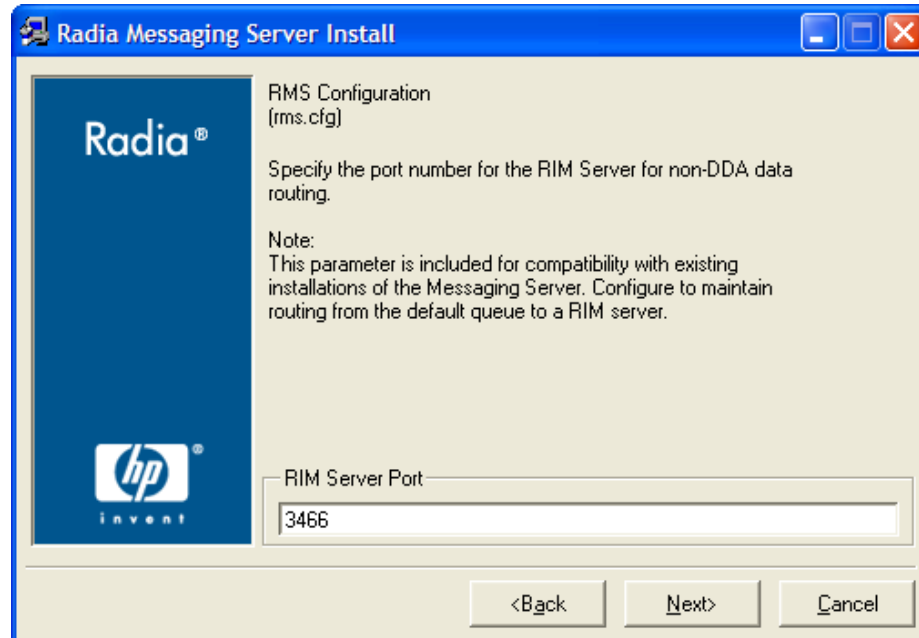 Radia Messaging Server Install
Radia®
RMS Configuration
(rms.cfg)
Specify the port number for the RIM Server for non-DDA data
routing.
Note:
This parameter is included for compatibility with existing
installations of the Messaging Server. Configure to maintain
routing from the default queue to a RIM server.
hp®
invent
RIM Server Port
3466
<Back
Next>
Cancel